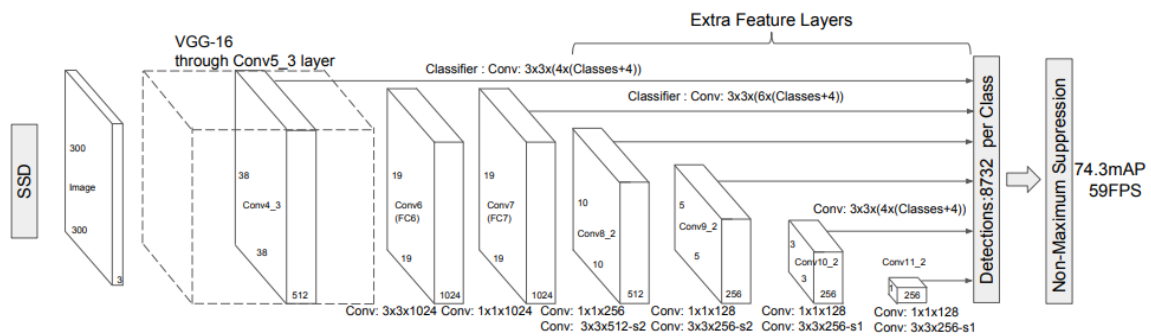 Extra Feature Layers
VGG-16
through Conv5_3 layer
Classifier : Conv: 3x3x(4x(Classes+4))
Classifier : Conv: 3x3x(6x(Classes+4))
SSD
300
Image
300
3
38
Conv4_3
38
512
19
Conv6
(FC6)
19
1024
19
Conv7
(FC7)
19
1024
10
Conv8_2
10
512
5
Conv9_2
5
256
Conv: 3x3x(4x(Classes+4))
3
Conv10_2
3
256
Conv11_2
1
256
Detections:8732 per Class
Non-Maximum Suppression
74.3mAP
59FPS
Conv: 3x3x1024
Conv: 1x1x1024
Conv: 1x1x256
Conv: 3x3x512-s2
Conv: 1x1x128
Conv: 3x3x256-s2
Conv: 1x1x128
Conv: 3x3x256-s1
Conv: 1x1x128
Conv: 3x3x256-s1